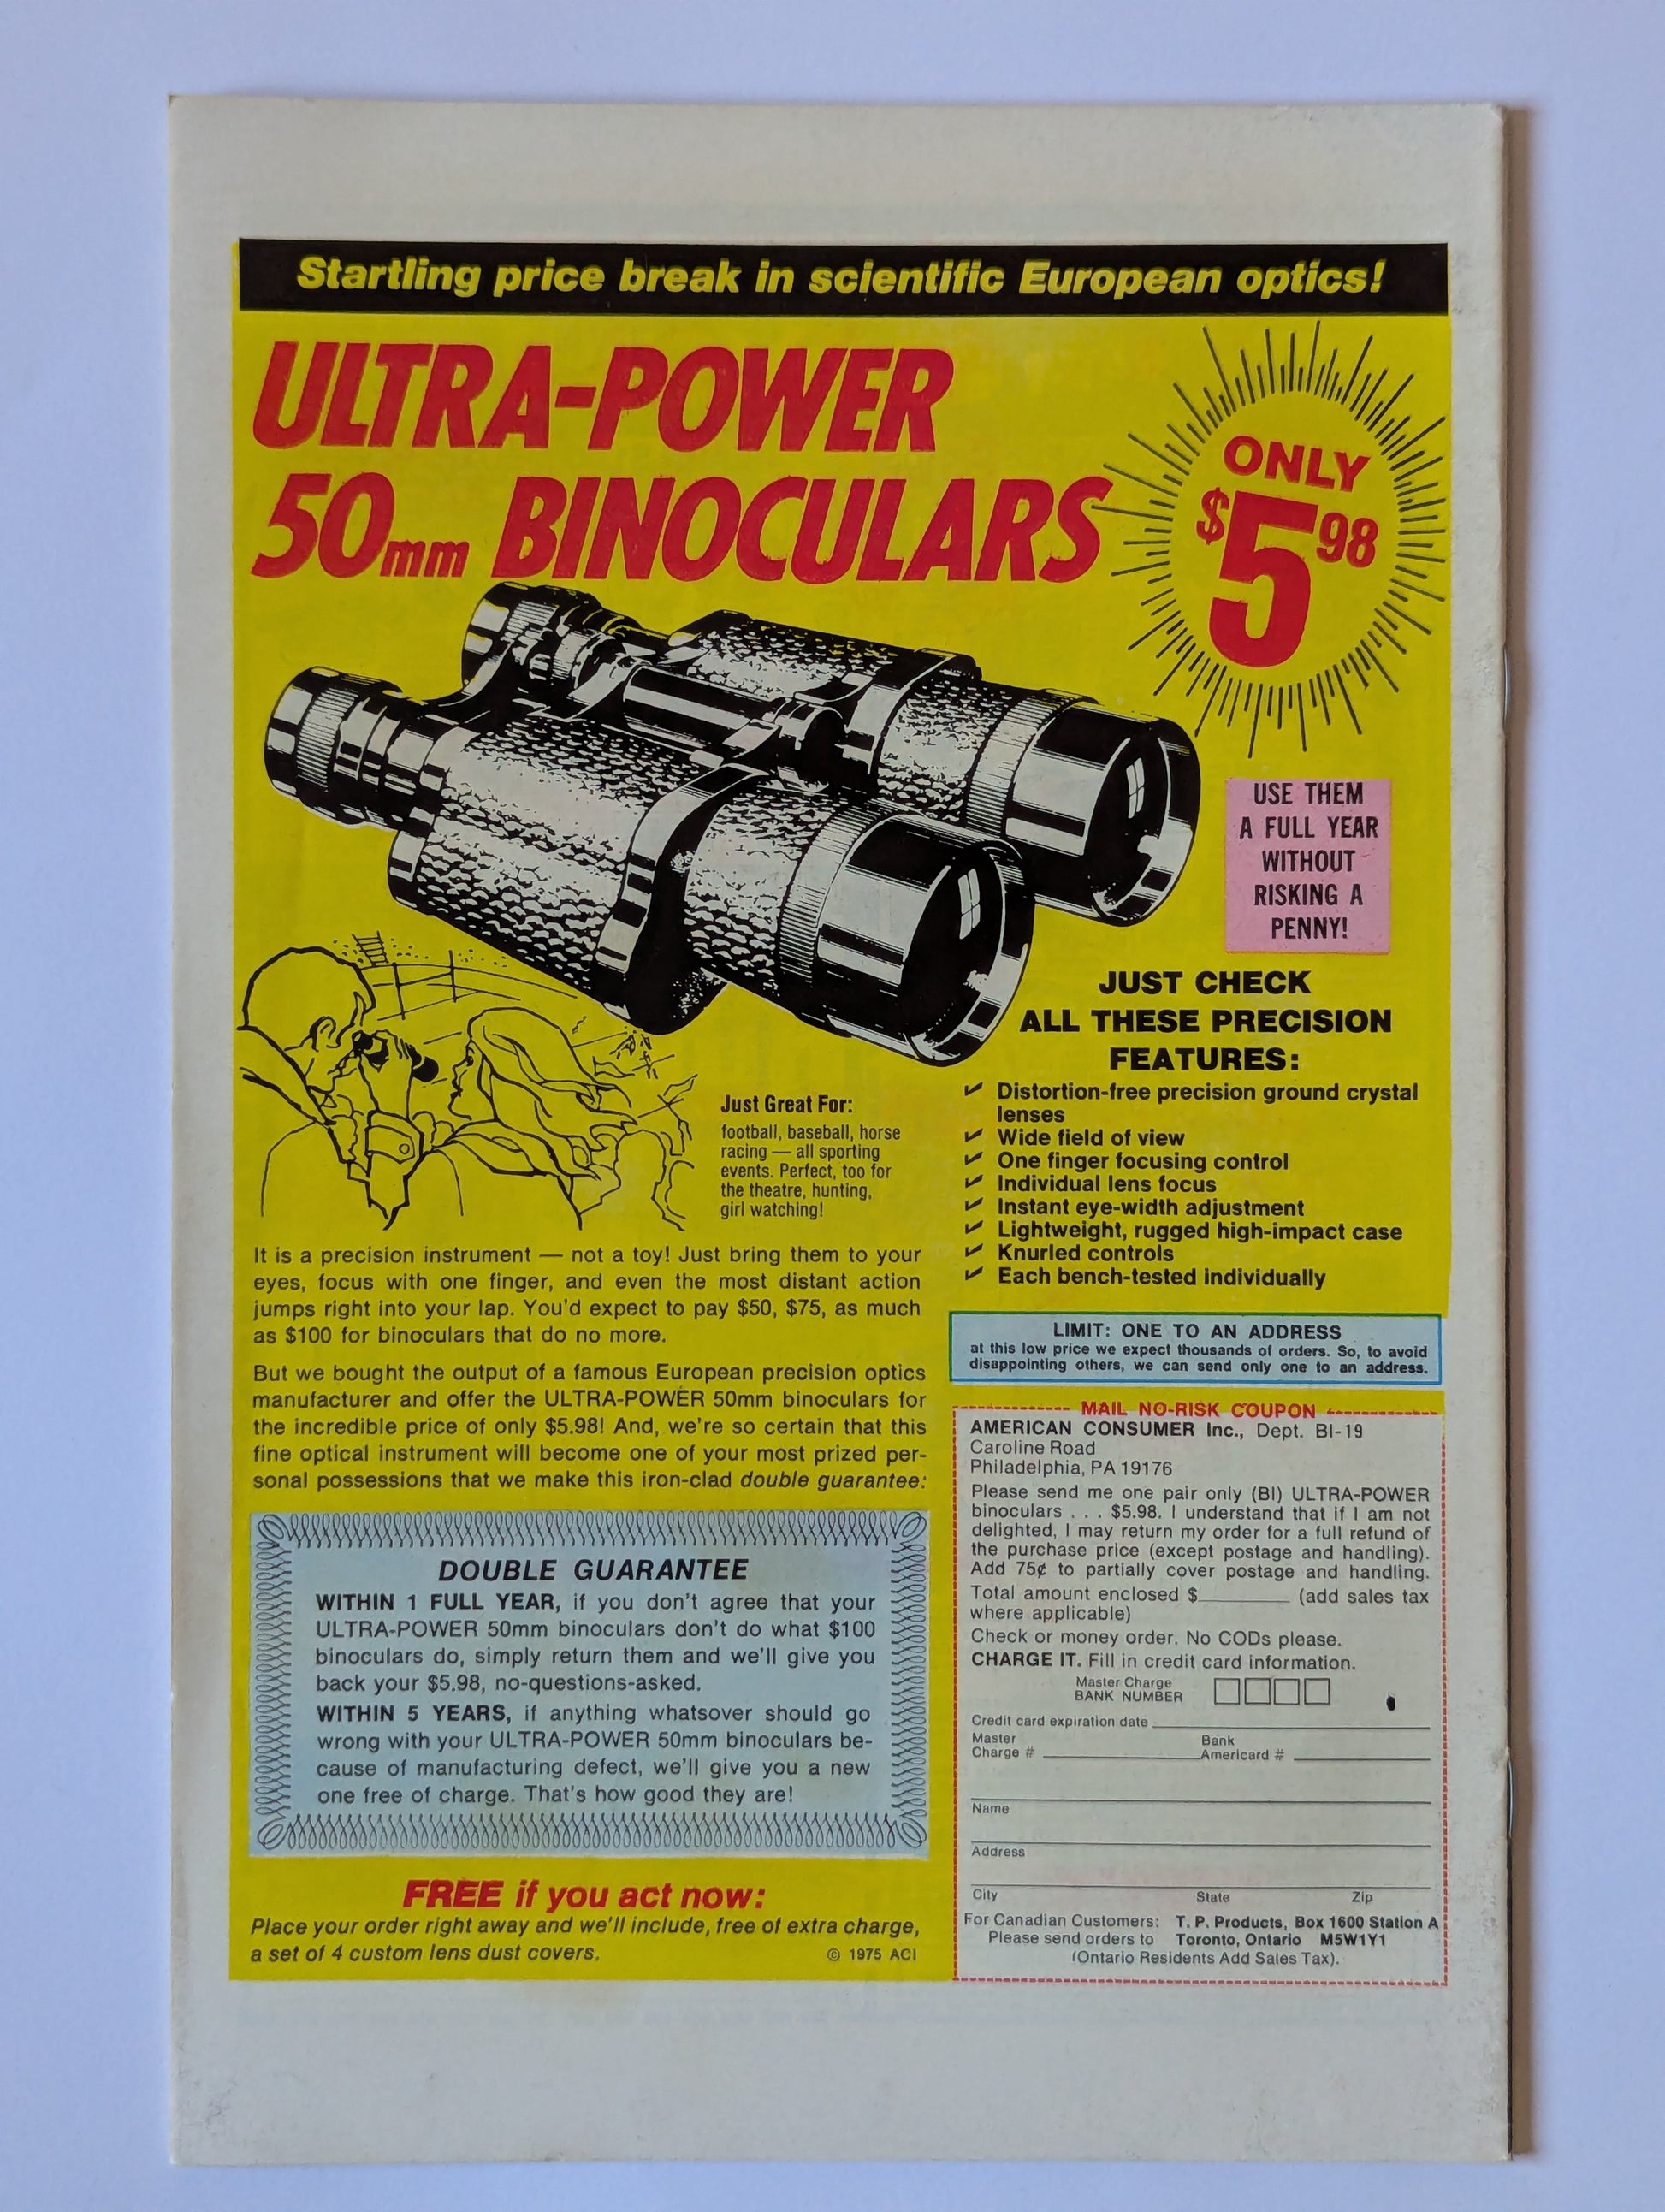 Startling price break in scientific European optics!
ULTRA-POWER
50mm BINOCULARS
ONLY
$5 98
USE THEM
A FULL YEAR
WITHOUT
RISKING A
PENNY!
JUST CHECK
ALL THESE PRECISION
FEATURES:
✔ Distortion-free precision ground crystal
lenses
✔ Wide field of view
✔ One finger focusing control
✔ Individual lens focus
✔ Instant eye-width adjustment
✔ Lightweight, rugged high-impact case
✔ Knurled controls
✔ Each bench-tested individually
Just Great For:
football, baseball, horse
racing — all sporting
events. Perfect, too for
the theatre, hunting,
girl watching!
It is a precision instrument — not a toy! Just bring them to your
eyes, focus with one finger, and even the most distant action
jumps right into your lap. You'd expect to pay $50, $75, as much
as $100 for binoculars that do no more.
But we bought the output of a famous European precision optics
manufacturer and offer the ULTRA-POWER 50mm binoculars for
the incredible price of only $5.98! And, we're so certain that this
fine optical instrument will become one of your most prized per-
sonal possessions that we make this iron-clad double guarantee:
DOUBLE GUARANTEE
WITHIN 1 FULL YEAR, if you don't agree that your
ULTRA-POWER 50mm binoculars don't do what $100
binoculars do, simply return them and we'll give you
back your $5.98, no-questions-asked.
WITHIN 5 YEARS, if anything whatsover should go
wrong with your ULTRA-POWER 50mm binoculars be-
cause of manufacturing defect, we'll give you a new
one free of charge. That's how good they are!
FREE if you act now:
Place your order right away and we'll include, free of extra charge,
a set of 4 custom lens dust covers.
© 1975 ACI
LIMIT: ONE TO AN ADDRESS
at this low price we expect thousands of orders. So, to avoid
disappointing others, we can send only one to an address.
MAIL NO-RISK COUPON
AMERICAN CONSUMER Inc., Dept. BI-19
Caroline Road
Philadelphia, PA 19176
Please send me one pair only (BI) ULTRA-POWER
binoculars . . . $5.98. I understand that if I am not
delighted, I may return my order for a full refund of
the purchase price (except postage and handling).
Add 75¢ to partially cover postage and handling.
Total amount enclosed $________ (add sales tax
where applicable)
Check or money order. No CODs please.
CHARGE IT. Fill in credit card information.
Master Charge
BANK NUMBER
Credit card expiration date
Master Bank
Charge # Americard #
Name
Address
City State Zip
For Canadian Customers: T. P. Products, Box 1600 Station A
Please send orders to Toronto, Ontario M5W1Y1
(Ontario Residents Add Sales Tax).